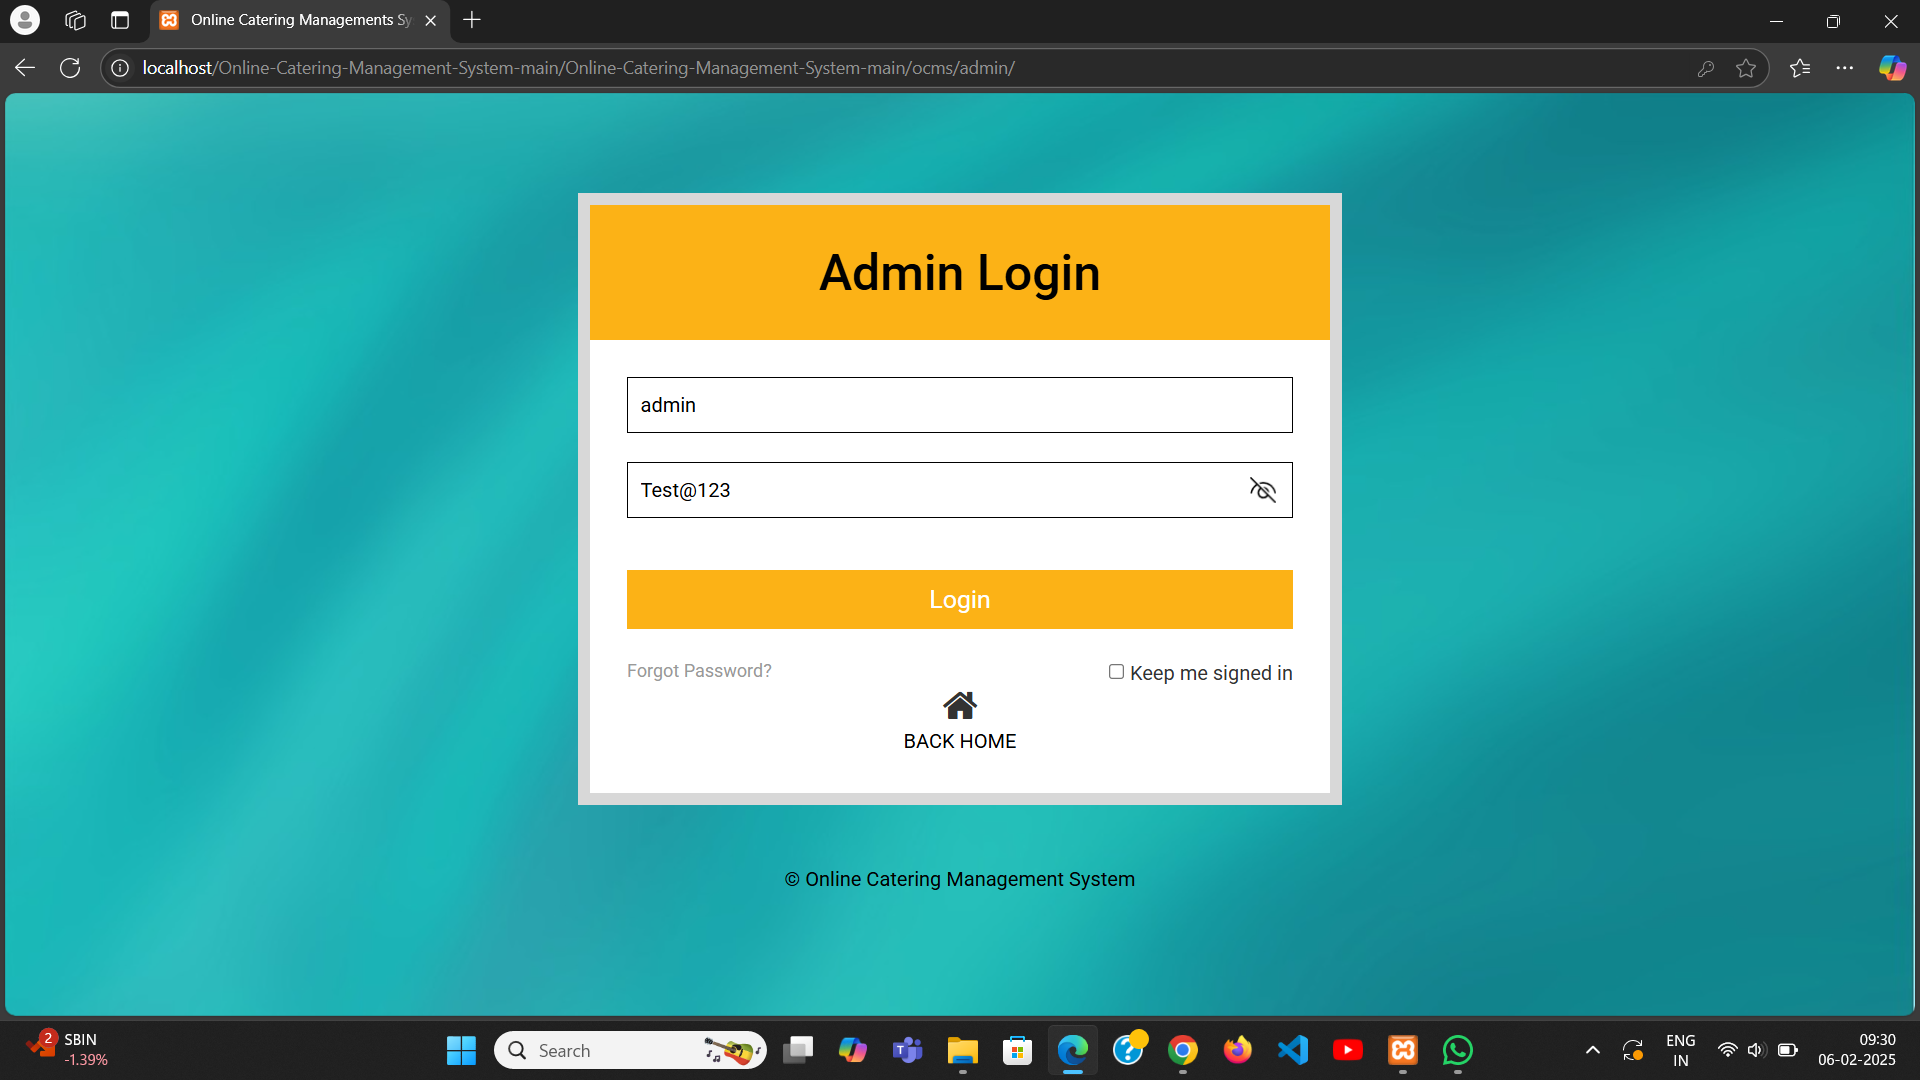 Online Catering Managements Sy
localhost/Online-Catering-Management-System-main/Online-Catering-Management-System-main/ocms/admin/
Admin Login
admin
Test@123
Login
Forgot Password?
Keep me signed in
BACK HOME
© Online Catering Management System
2
SBIN
-1.39%
Search
ENG
IN
09:30
06-02-2025